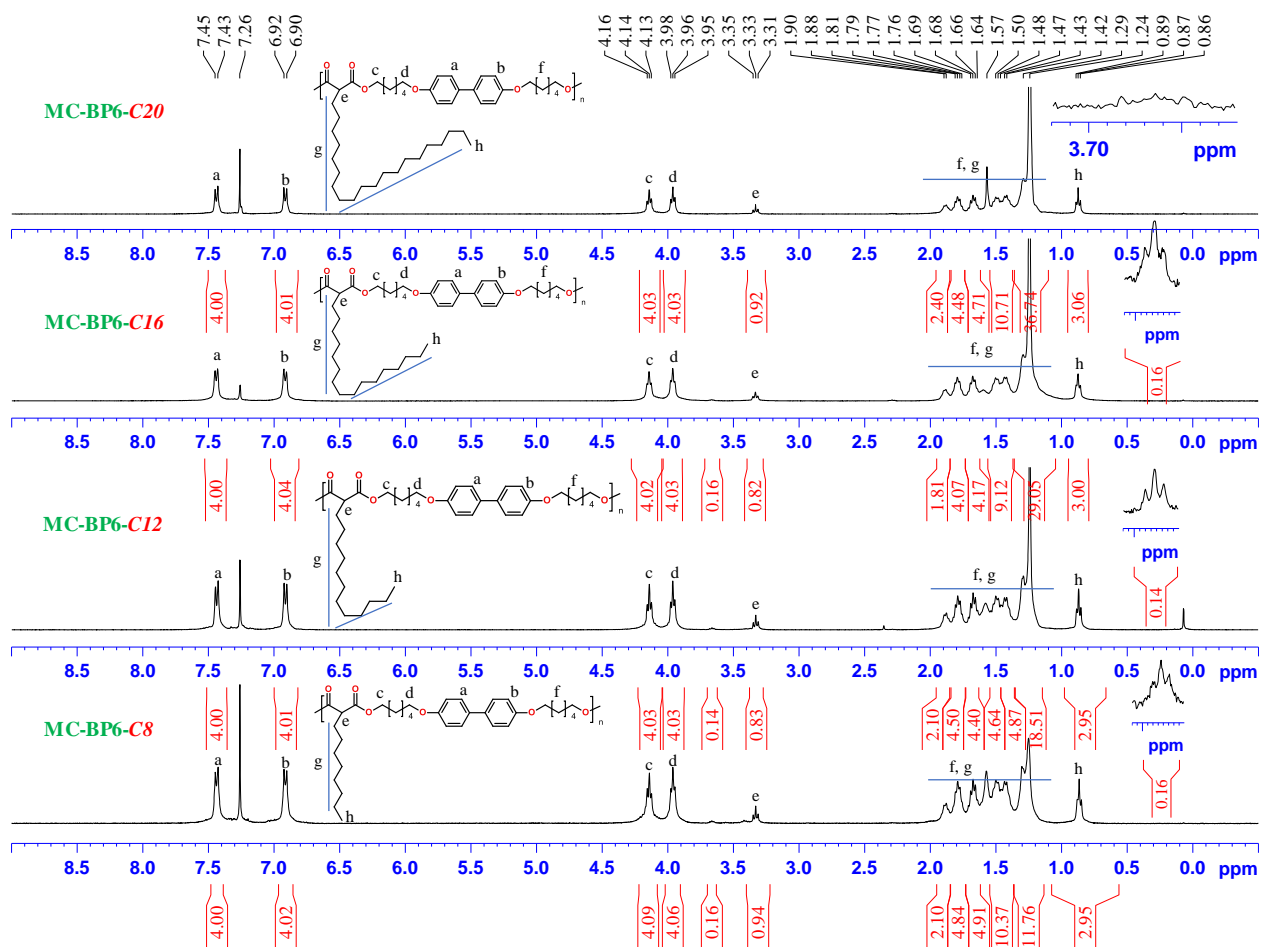 7.45 7.43 7.26 6.92 6.90 4.16 4.14 4.13 3.98 3.96 3.95 3.35 3.33 3.31 1.90 1.88 1.81 1.79 1.77 1.76 1.69 1.68 1.66 1.64 1.57 1.50 1.48 1.47 1.43 1.42 1.29 1.24 0.89 0.87 0.86
MC-BP6-C20
O O O c 4 d O a b O f 4 O n
e
g
h
3.70 ppm
a b c d e f, g h
8.5 8.0 7.5 7.0 6.5 6.0 5.5 5.0 4.5 4.0 3.5 3.0 2.5 2.0 1.5 1.0 0.5 0.0 ppm
4.00 4.01 4.03 4.03 0.92 2.40 4.48 4.71 10.71 36.74 3.06
MC-BP6-C16
O O O c 4 d O a b O f 4 O n
e
g
h
ppm
0.16
a b c d e f, g h
8.5 8.0 7.5 7.0 6.5 6.0 5.5 5.0 4.5 4.0 3.5 3.0 2.5 2.0 1.5 1.0 0.5 0.0 ppm
4.00 4.04 4.02 4.03 0.16 0.82 1.81 4.07 4.17 9.12 29.05 3.00
MC-BP6-C12
O O O c 4 d O a b O f 4 O n
e
g
h
ppm
0.14
a b c d e f, g h
8.5 8.0 7.5 7.0 6.5 6.0 5.5 5.0 4.5 4.0 3.5 3.0 2.5 2.0 1.5 1.0 0.5 0.0 ppm
4.00 4.01 4.03 4.03 0.14 0.83 2.10 4.50 4.40 4.64 4.87 18.51 2.95
MC-BP6-C8
O O O c 4 d O a b O f 4 O n
e
g
h
ppm
0.16
a b c d e f, g h
8.5 8.0 7.5 7.0 6.5 6.0 5.5 5.0 4.5 4.0 3.5 3.0 2.5 2.0 1.5 1.0 0.5 0.0 ppm
4.00 4.02 4.09 4.06 0.16 0.94 2.10 4.84 4.91 10.37 11.76 2.95